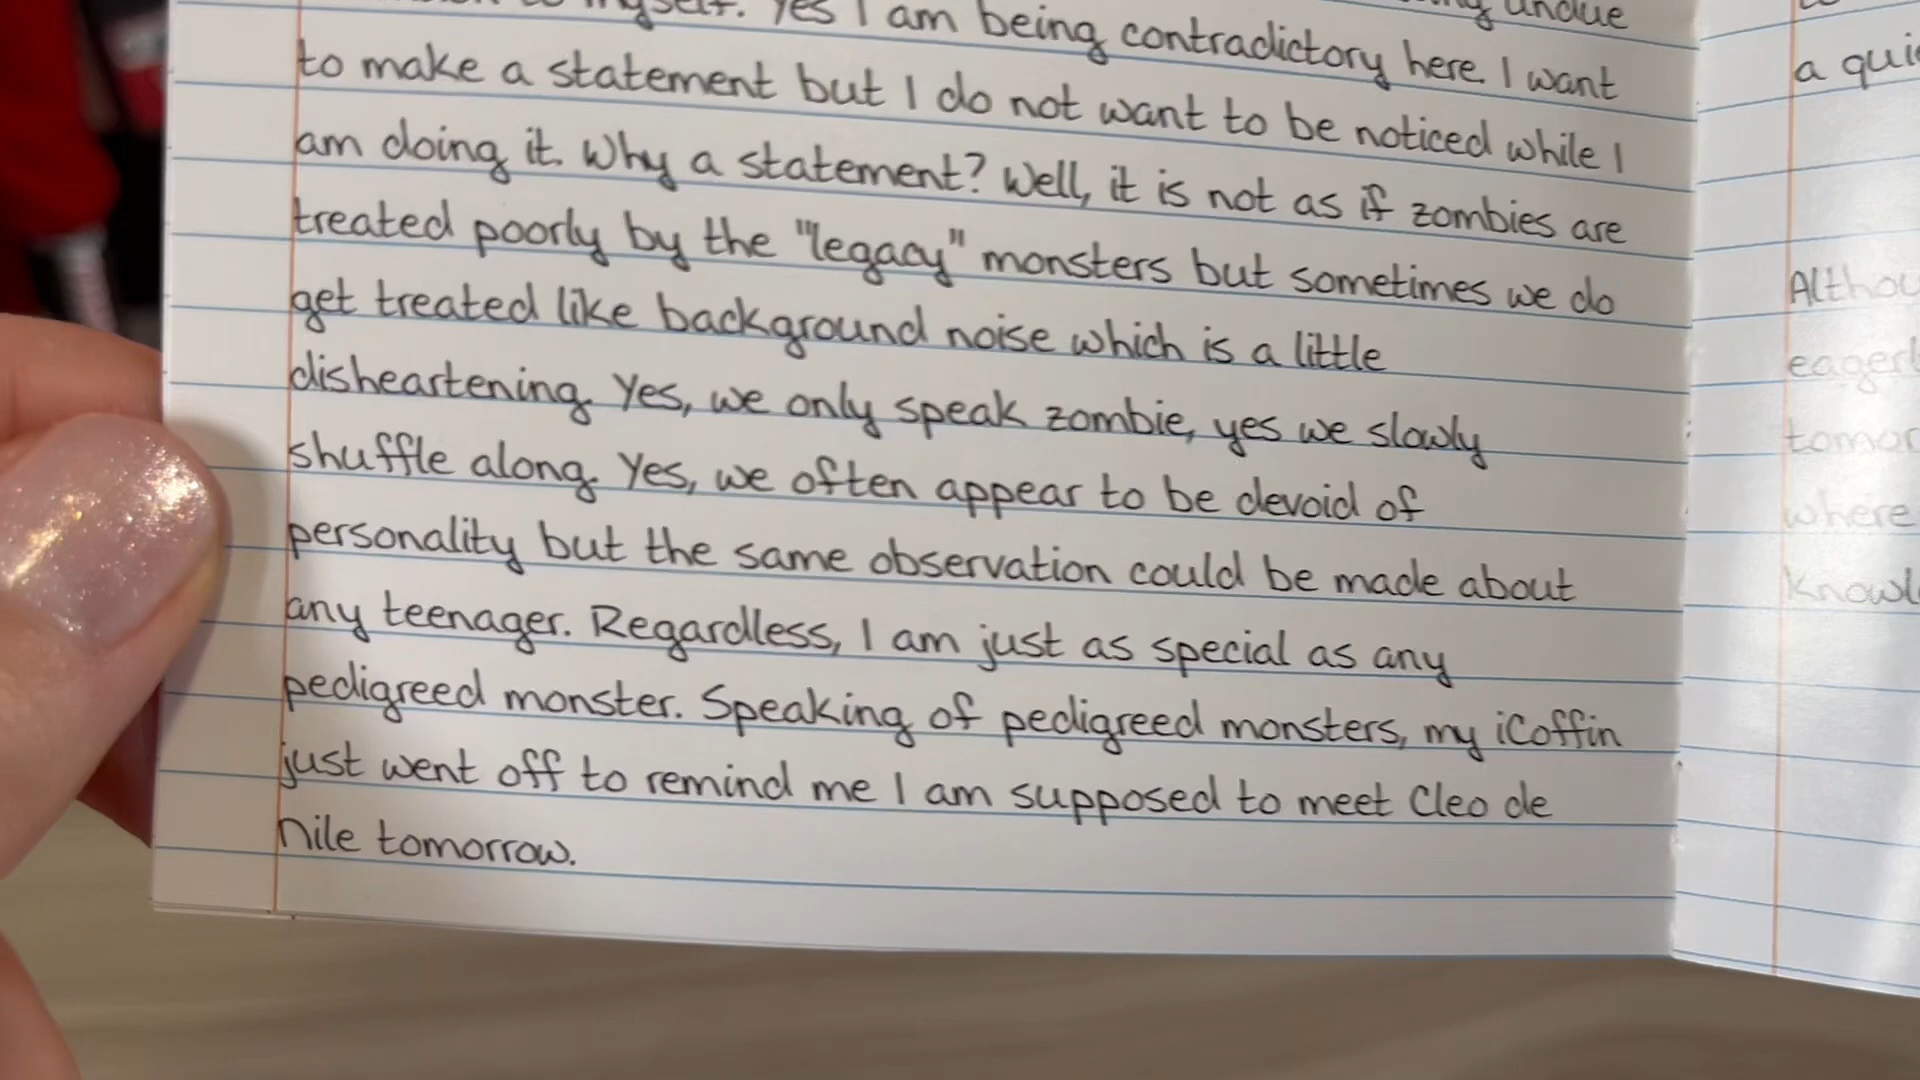 to myself. Yes I am being contradictory here. I want
undue
to make a statement but I do not want to be noticed while I
am doing it. Why a statement? Well, it is not as if zombies are
treated poorly by the "legacy" monsters but sometimes we do
get treated like background noise which is a little
disheartening. Yes, we only speak zombie, yes we slowly
shuffle along. Yes, we often appear to be devoid of
personality but the same observation could be made about
any teenager. Regardless, I am just as special as any
pedigreed monster. Speaking of pedigreed monsters, my iCoffin
just went off to remind me I am supposed to meet Cleo de
nile tomorrow.
a
where